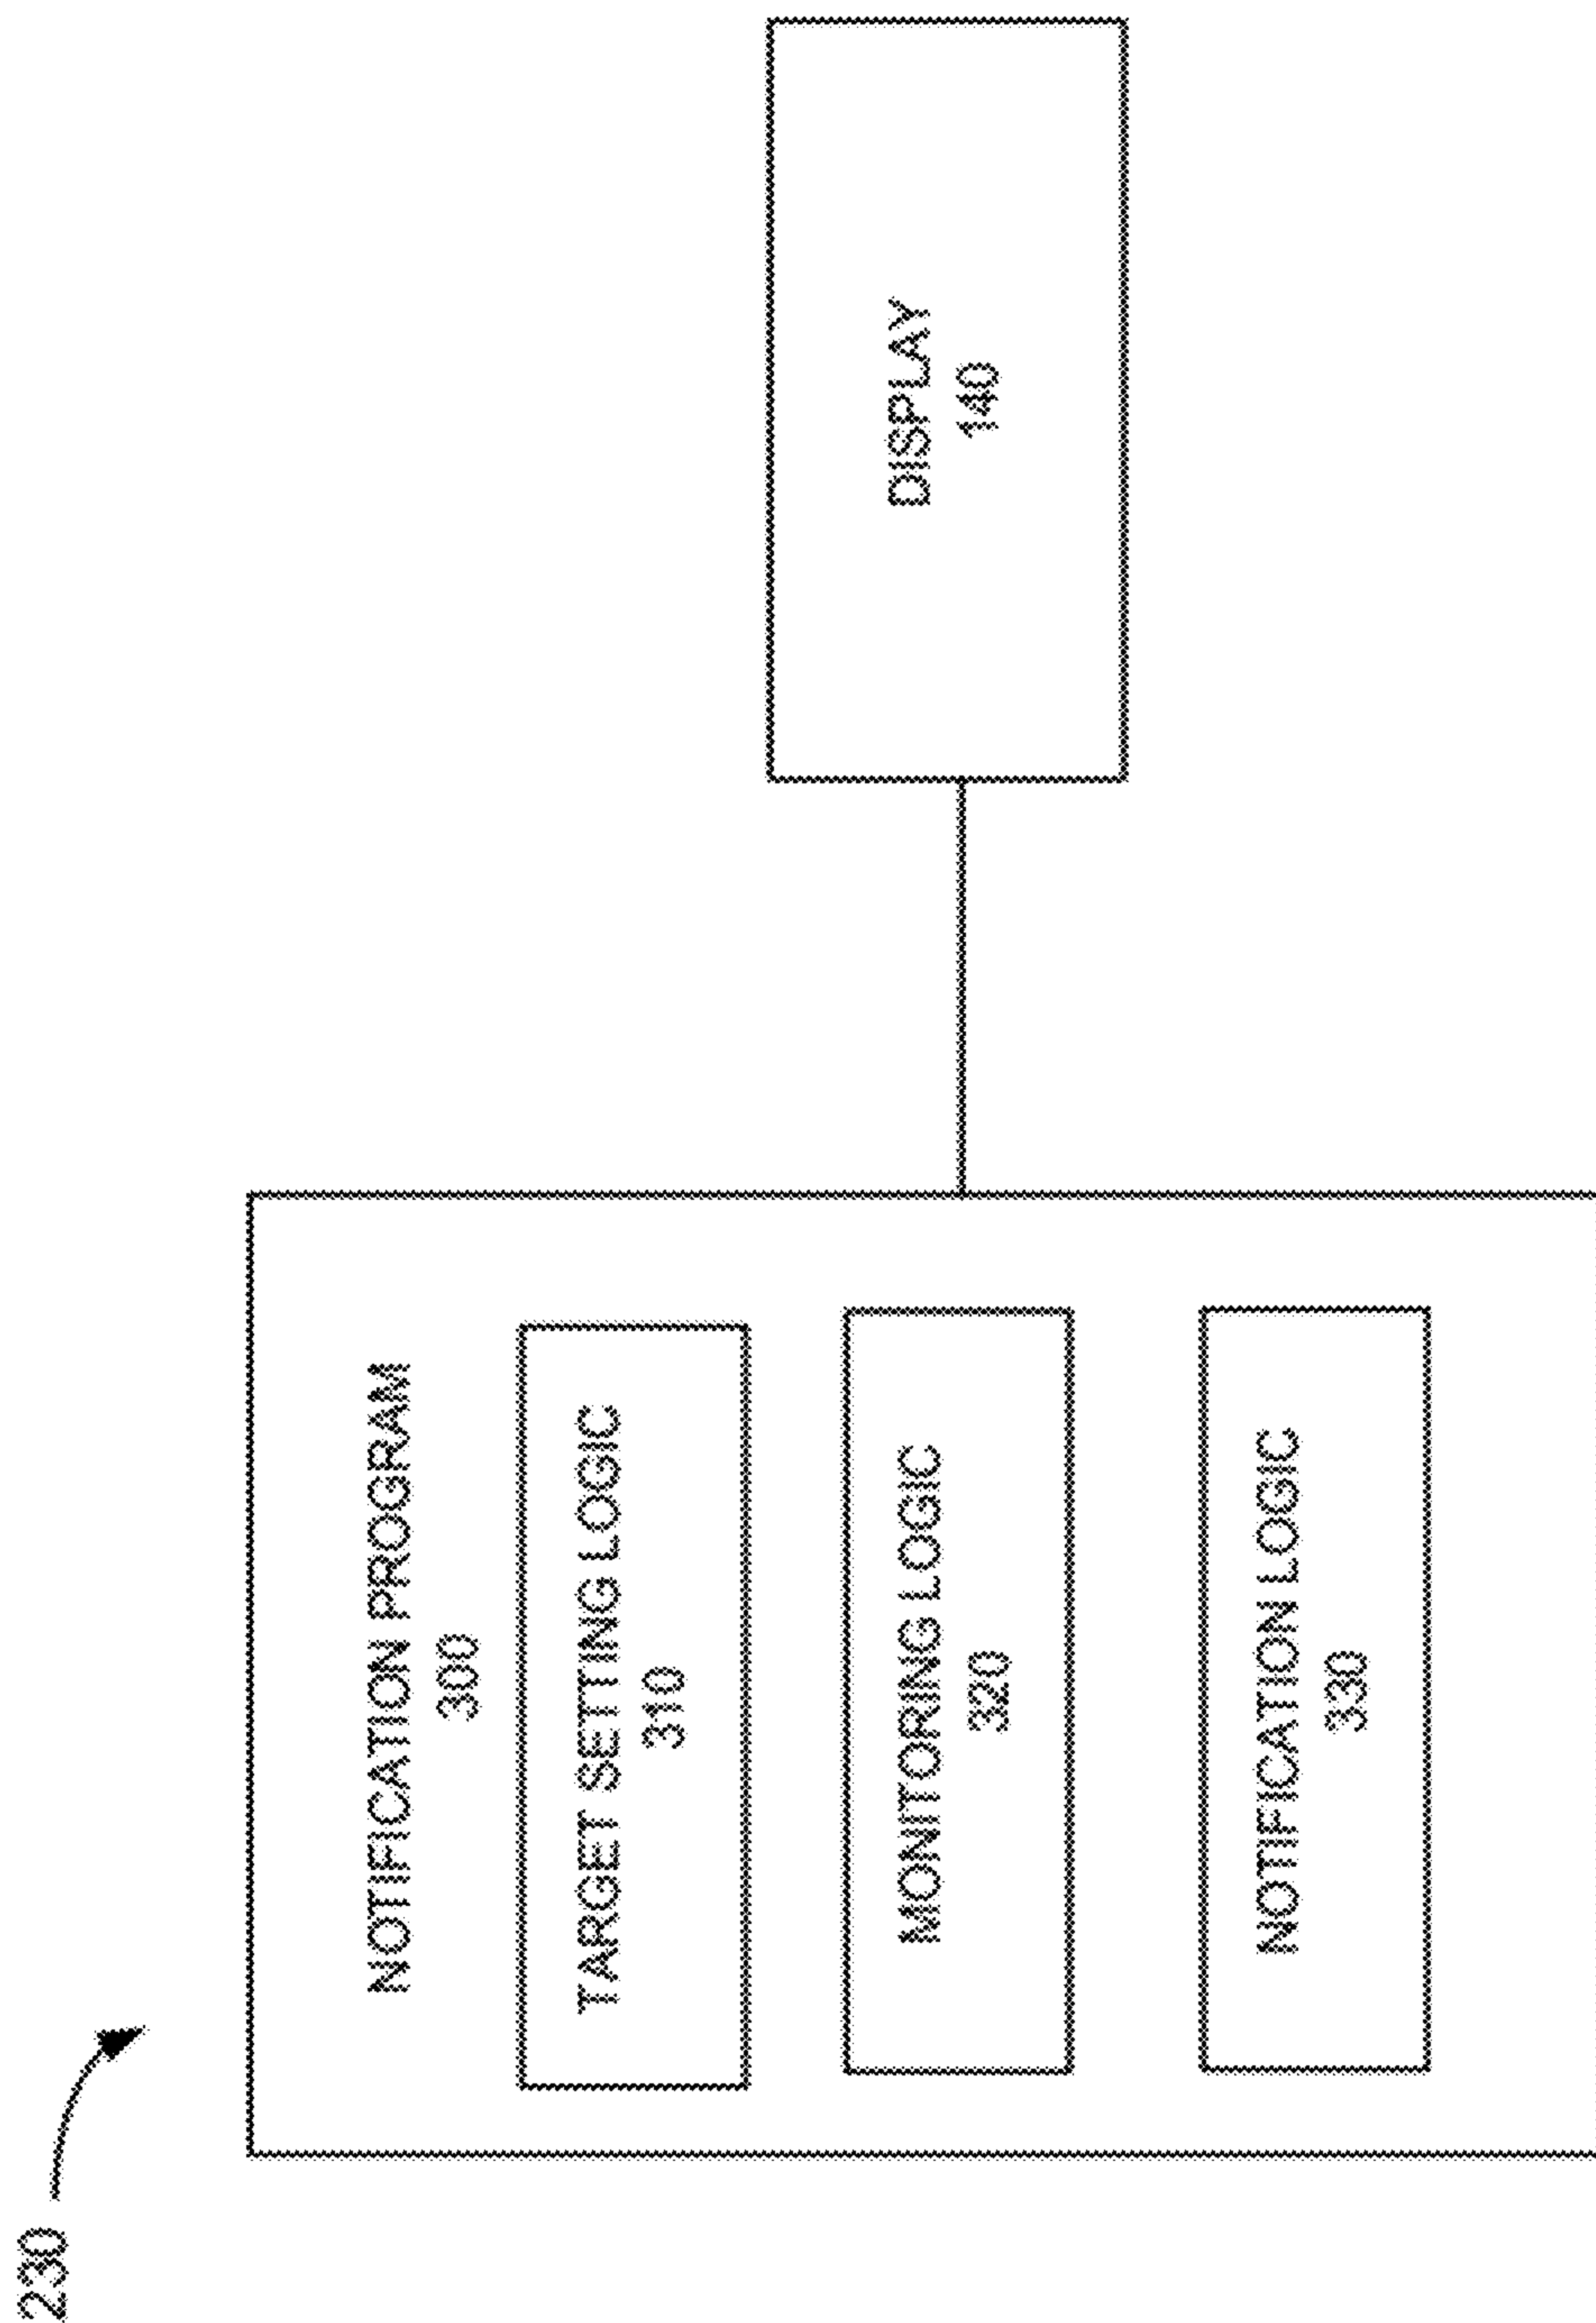 230
NOTIFICATION PROGRAM
300
TARGET SETTING LOGIC
310
MONITORING LOGIC
320
NOTIFICATION LOGIC
330
DISPLAY
140